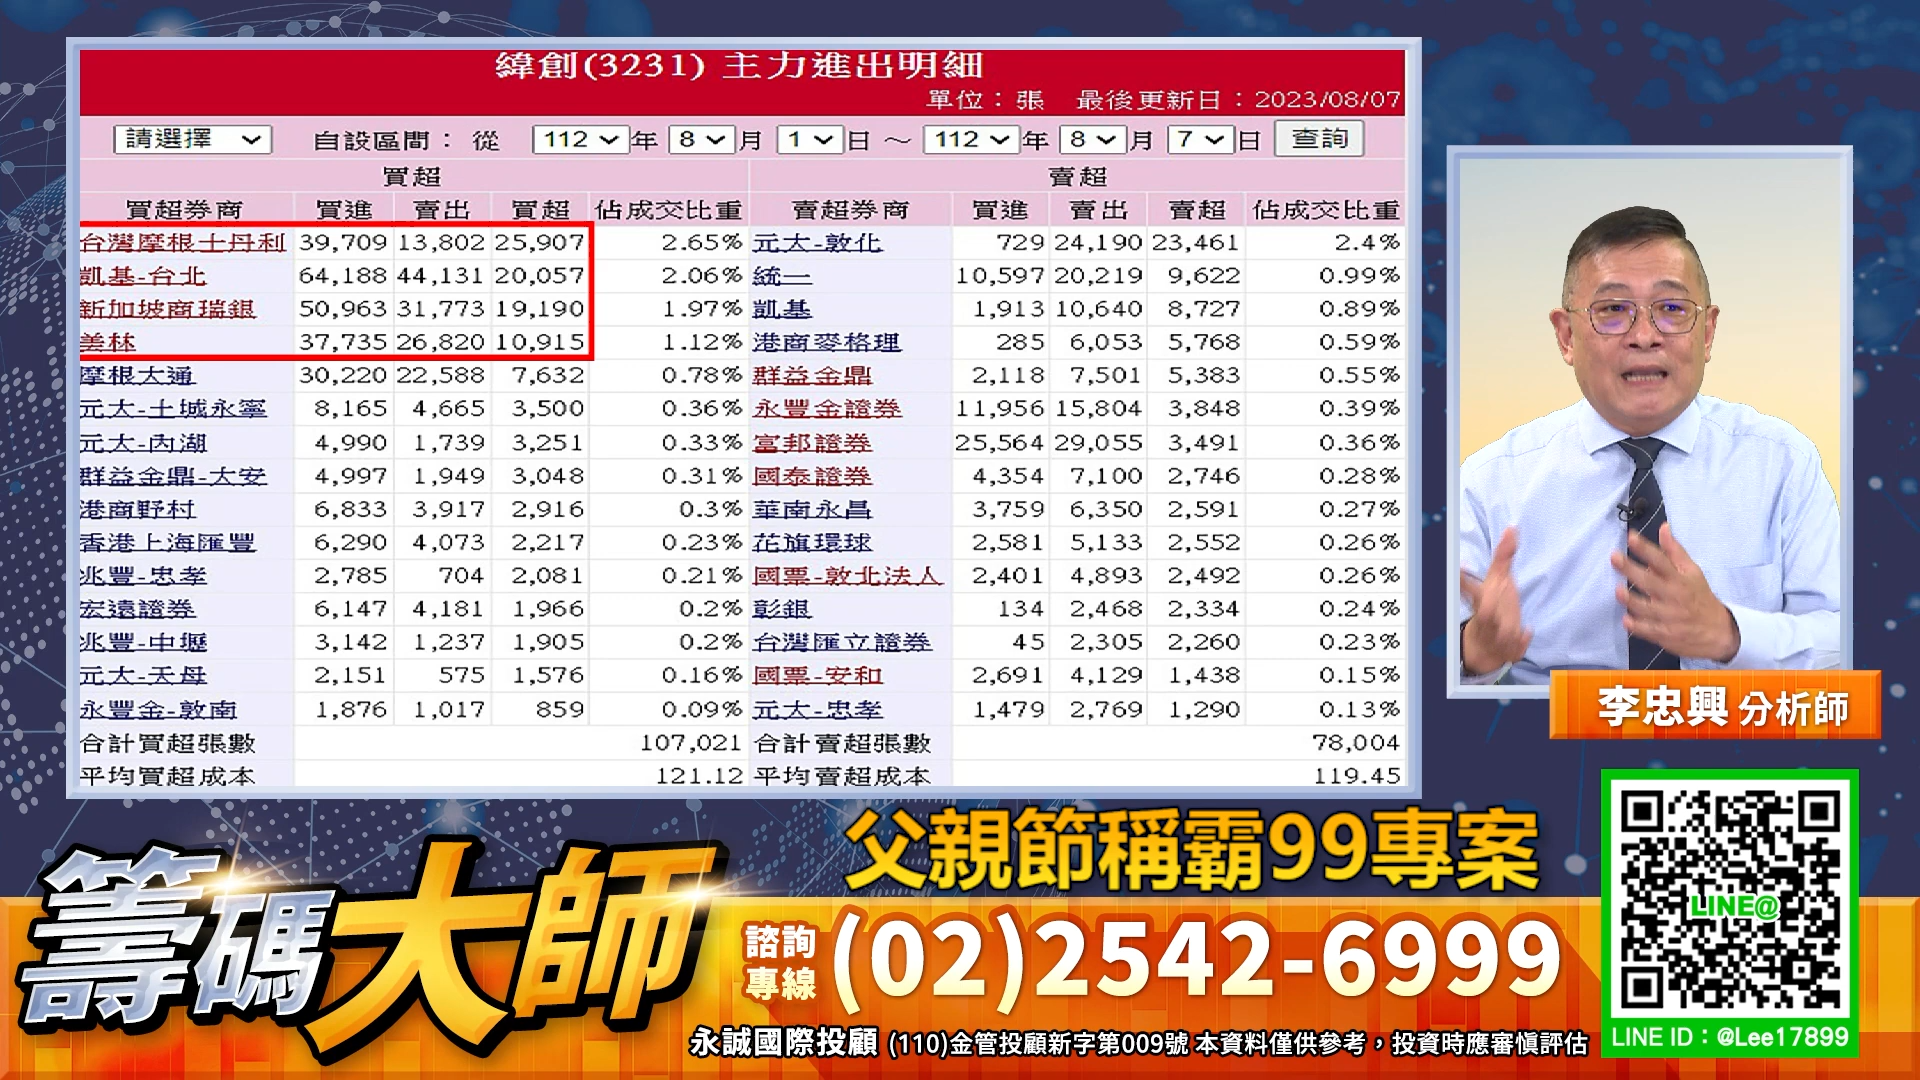 緯創(3231) 主力進出明細
單位：張 最後更新日：2023/08/07
請選擇 自設區間： 從 112 年 8 月 1 日 ～ 112 年 8 月 7 日 查詢
買超 賣超
買超券商 買進 賣出 買超 佔成交比重 賣超券商 買進 賣出 賣超 佔成交比重
台灣摩根士丹利 39,709 13,802 25,907 2.65% 元大-敦化 729 24,190 23,461 2.4%
凱基-台北 64,188 44,131 20,057 2.06% 統一 10,597 20,219 9,622 0.99%
新加坡商瑞銀 50,963 31,773 19,190 1.97% 凱基 1,913 10,640 8,727 0.89%
美林 37,735 26,820 10,915 1.12% 港商麥格理 285 6,053 5,768 0.59%
摩根大通 30,220 22,588 7,632 0.78% 群益金鼎 2,118 7,501 5,383 0.55%
元大-土城永寧 8,165 4,665 3,500 0.36% 永豐金證券 11,956 15,804 3,848 0.39%
元大-內湖 4,990 1,739 3,251 0.33% 富邦證券 25,564 29,055 3,491 0.36%
群益金鼎-大安 4,997 1,949 3,048 0.31% 國泰證券 4,354 7,100 2,746 0.28%
港商野村 6,833 3,917 2,916 0.3% 華南永昌 3,759 6,350 2,591 0.27%
香港上海匯豐 6,290 4,073 2,217 0.23% 花旗環球 2,581 5,133 2,552 0.26%
兆豐-忠孝 2,785 704 2,081 0.21% 國票-敦北法人 2,401 4,893 2,492 0.26%
宏遠證券 6,147 4,181 1,966 0.2% 彰銀 134 2,468 2,334 0.24%
兆豐-中壢 3,142 1,237 1,905 0.2% 台灣匯立證券 45 2,305 2,260 0.23%
元大-天母 2,151 575 1,576 0.16% 國票-安和 2,691 4,129 1,438 0.15%
永豐金-敦南 1,876 1,017 859 0.09% 元大-忠孝 1,479 2,769 1,290 0.13%
合計買超張數 107,021 合計賣超張數 78,004
平均買超成本 121.12 平均賣超成本 119.45
李忠興 分析師
籌碼大師
父親節稱霸99專案
諮詢專線 (02)2542-6999
永誠國際投顧 (110)金管投顧新字第009號 本資料僅供參考，投資時應審慎評估
LINE@
LINE ID：@Lee17899